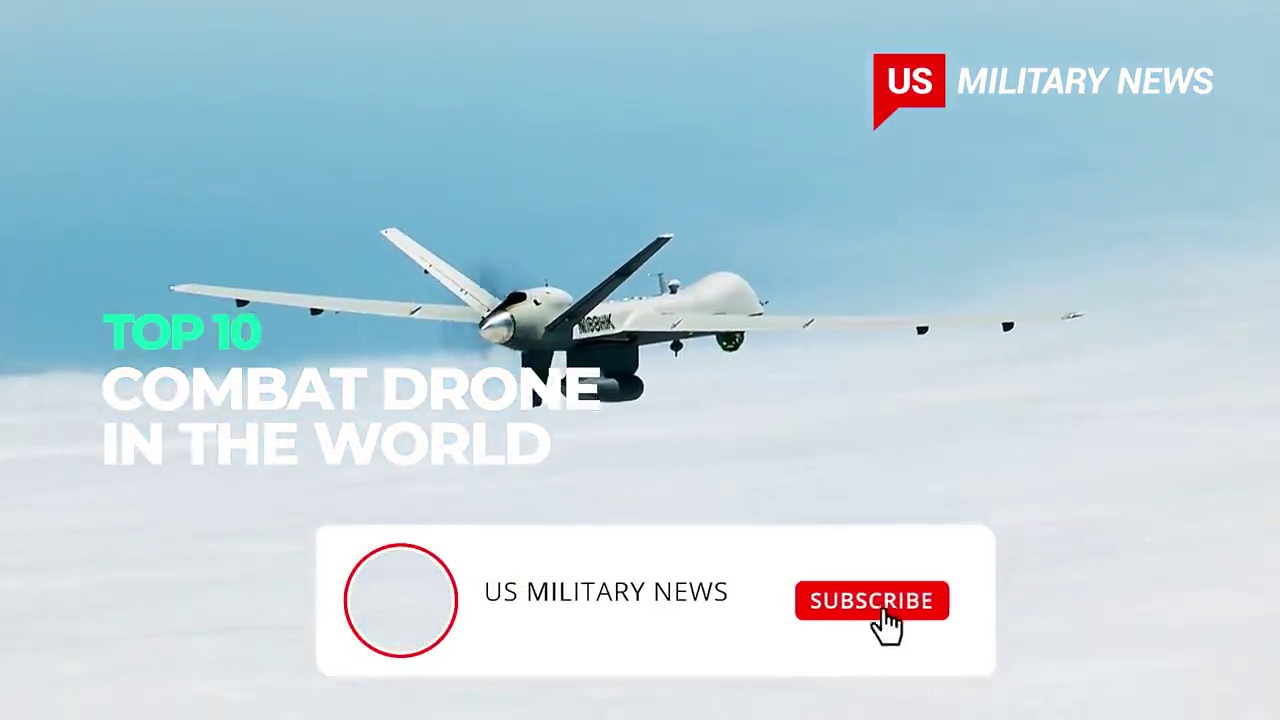 US MILITARY NEWS
TOP 10
COMBAT DRONE
IN THE WORLD
US MILITARY NEWS
SUBSCRIBE